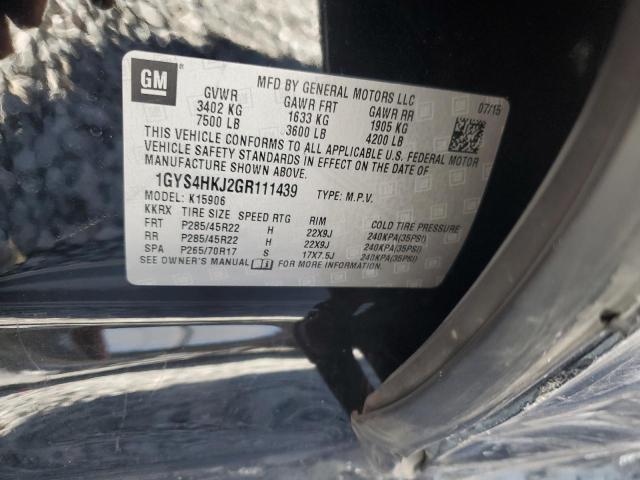 GM
MFD BY GENERAL MOTORS LLC
07/15
GVWR GAWR FRT GAWR RR
3402 KG 1633 KG 1905 KG
7500 LB 3600 LB 4200 LB
THIS VEHICLE CONFORMS TO ALL APPLICABLE U.S. FEDERAL MOTOR
VEHICLE SAFETY STANDARDS IN EFFECT ON THE DATE OF
MANUFACTURE SHOWN ABOVE.
1GYS4HKJ2GR111439 TYPE: M.P.V.
MODEL: K15906
KKRX TIRE SIZE SPEED RTG RIM COLD TIRE PRESSURE
FRT P285/45R22 H 22X9J 240KPA(35PSI)
RR P285/45R22 H 22X9J 240KPA(35PSI)
SPA P265/70R17 S 17X7.5J 240KPA(35PSI)
SEE OWNER'S MANUAL FOR MORE INFORMATION.